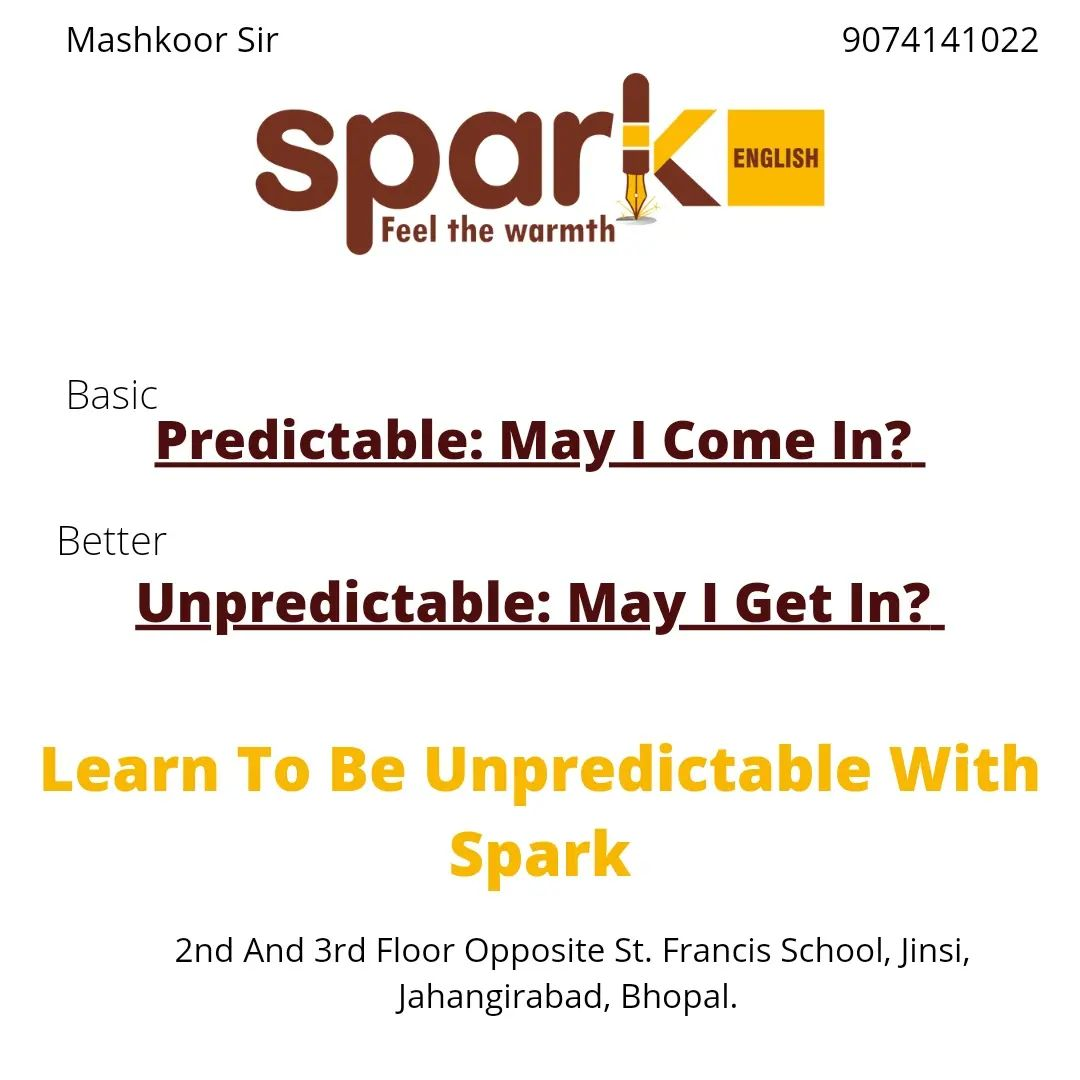 Mashkoor Sir
9074141022
spark
ENGLISH
Feel the warmth
Basic
Predictable: May I Come In?
Better
Unpredictable: May I Get In?
Learn To Be Unpredictable With
Spark
2nd And 3rd Floor Opposite St. Francis School, Jinsi,
Jahangirabad, Bhopal.